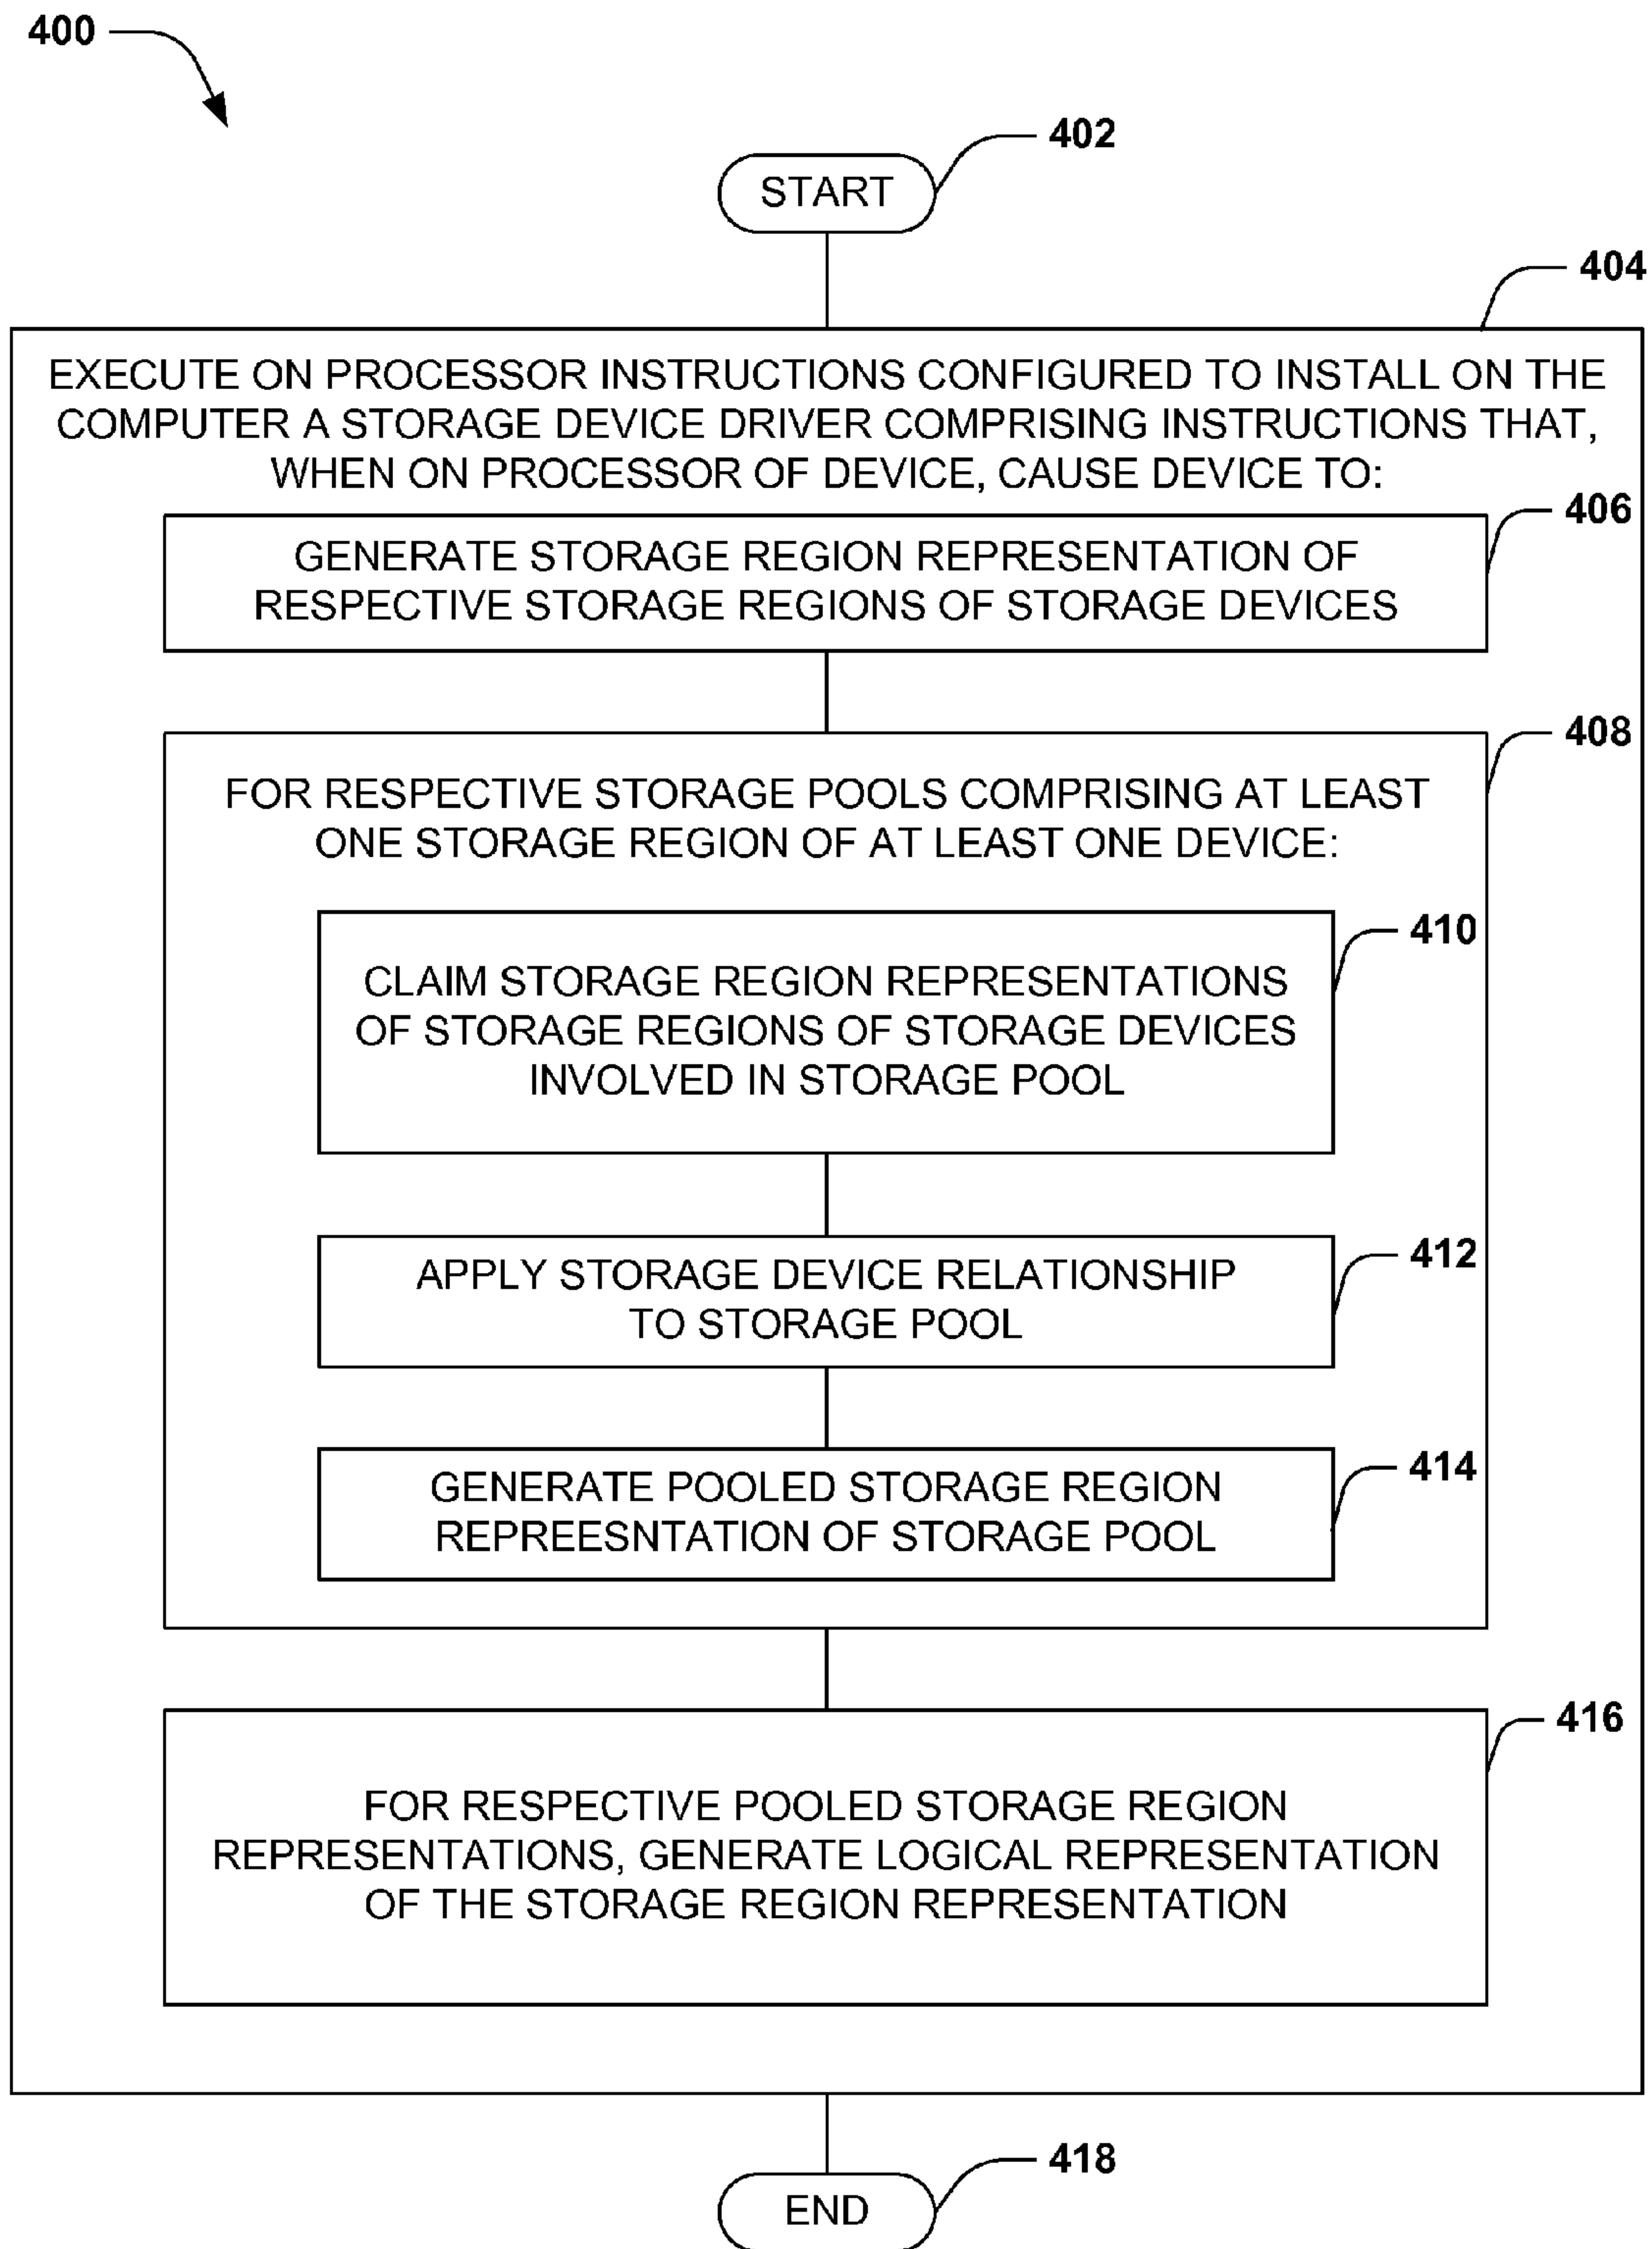 400
402
START
404
EXECUTE ON PROCESSOR INSTRUCTIONS CONFIGURED TO INSTALL ON THE
COMPUTER A STORAGE DEVICE DRIVER COMPRISING INSTRUCTIONS THAT,
WHEN ON PROCESSOR OF DEVICE, CAUSE DEVICE TO:
406
GENERATE STORAGE REGION REPRESENTATION OF
RESPECTIVE STORAGE REGIONS OF STORAGE DEVICES
408
FOR RESPECTIVE STORAGE POOLS COMPRISING AT LEAST
ONE STORAGE REGION OF AT LEAST ONE DEVICE:
410
CLAIM STORAGE REGION REPRESENTATIONS
OF STORAGE REGIONS OF STORAGE DEVICES
INVOLVED IN STORAGE POOL
412
APPLY STORAGE DEVICE RELATIONSHIP
TO STORAGE POOL
414
GENERATE POOLED STORAGE REGION
REPREESNTATION OF STORAGE POOL
416
FOR RESPECTIVE POOLED STORAGE REGION
REPRESENTATIONS, GENERATE LOGICAL REPRESENTATION
OF THE STORAGE REGION REPRESENTATION
418
END